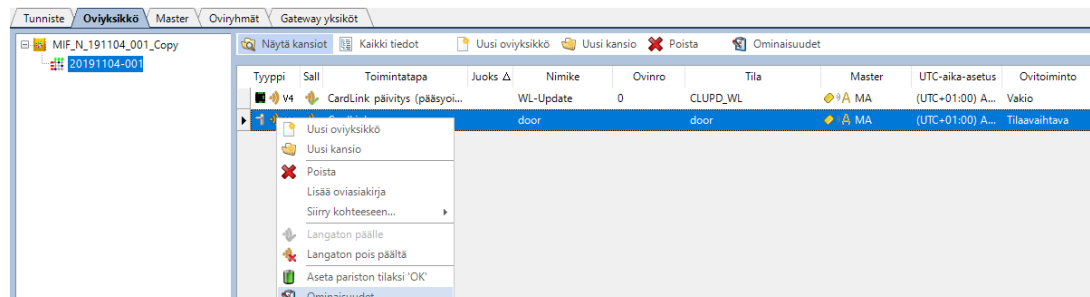 Tunniste Oviyksikkö Master Oviryhmät Gateway yksiköt
MIF_N_191104_001_Copy
20191104-001
Näytä kansiot Kaikki tiedot Uusi oviyksikkö Uusi kansio Poista Ominaisuudet
Tyyppi Sall Toimintatapa Juoks Nimike Ovinro Tila Master UTC-aika-asetus Ovitoiminto
V4 CardLink päivitys (pääsyoi... WL-Update 0 CLUPD_WL A MA (UTC+01:00) A... Vakio
door door A MA (UTC+01:00) A... Tilaavaihtava
Uusi oviyksikkö
Uusi kansio
Poista
Lisää oviasiakirja
Siirry kohteeseen...
Langaton päälle
Langaton pois päältä
Aseta pariston tilaksi 'OK'
Ominaisuudet